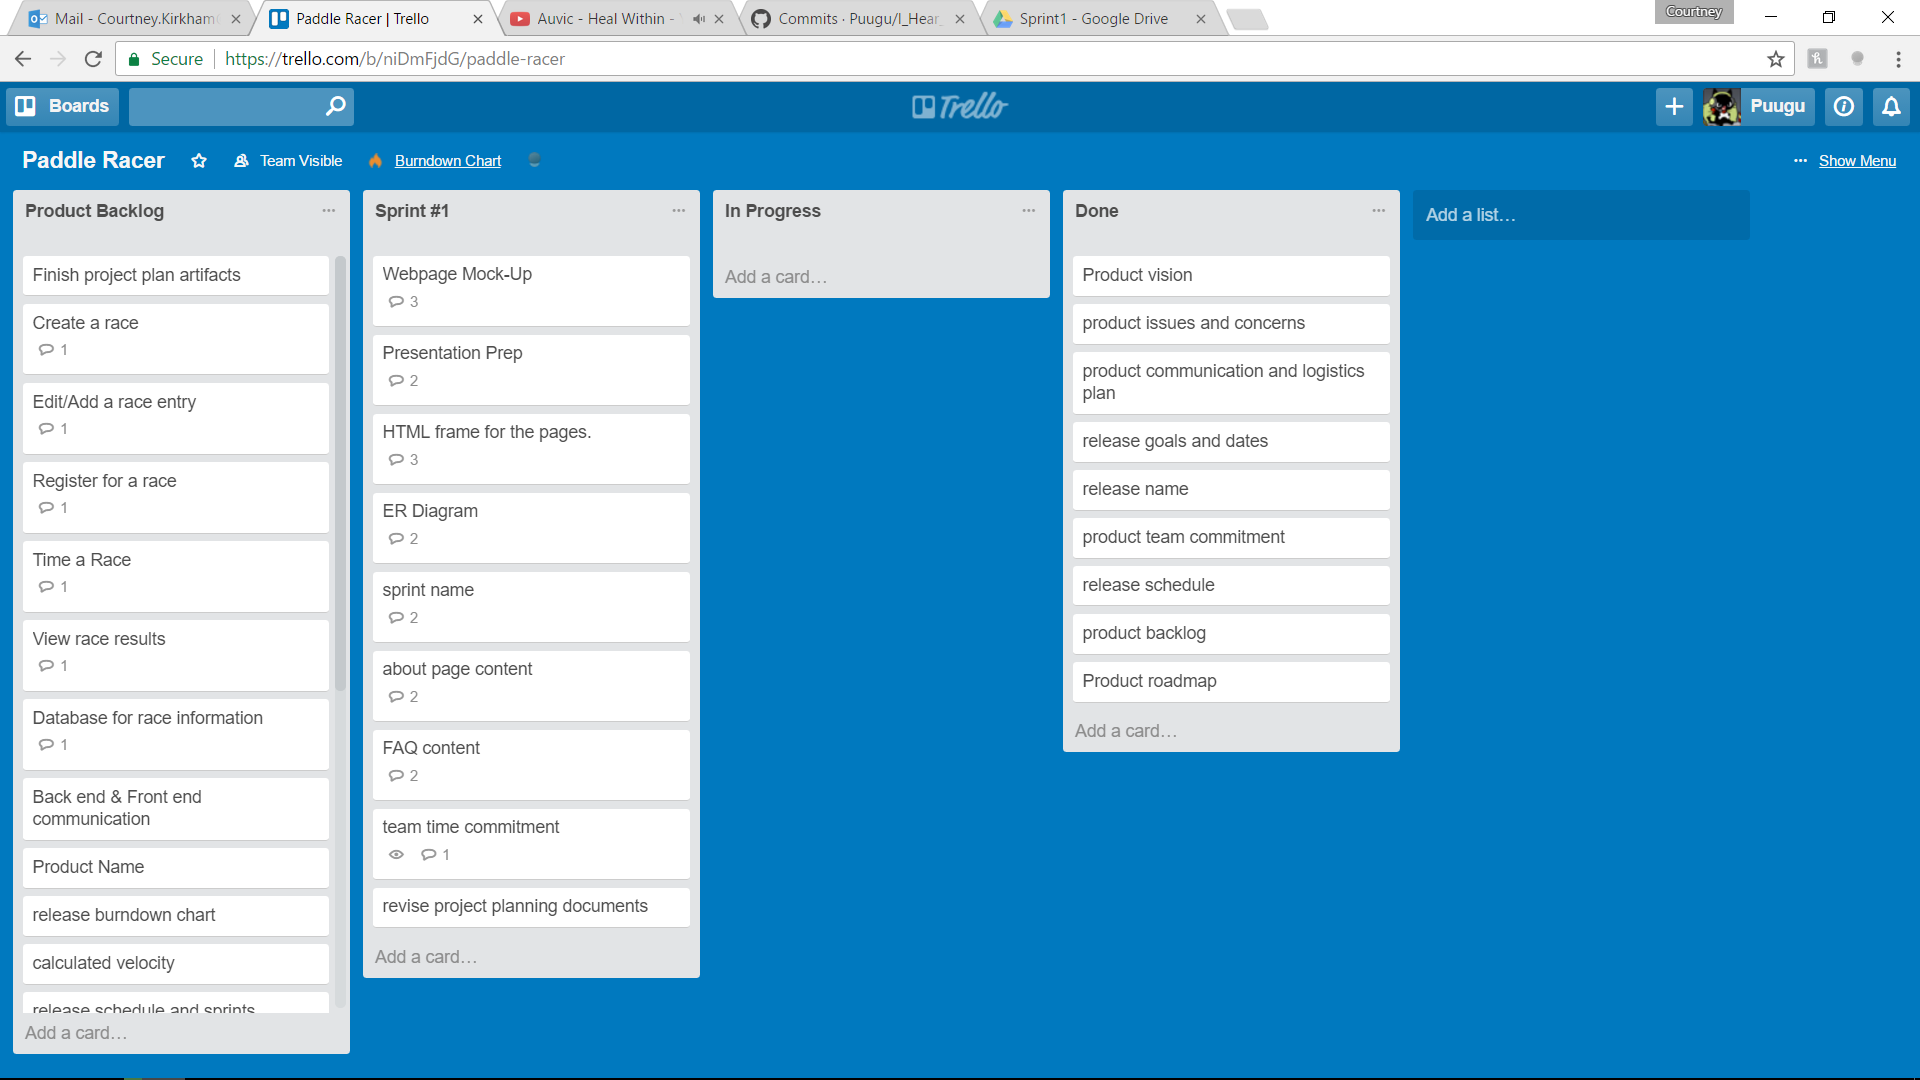 Mail - Courtney.Kirkham
Paddle Racer | Trello
Auvic - Heal Within -
Commits · Puugu/I_Hear_
Sprint1 - Google Drive
Courtney
Secure
https://trello.com/b/niDmFjdG/paddle-racer
Boards
Trello
Puugu
Paddle Racer
Team Visible
Burndown Chart
Show Menu
Product Backlog
Finish project plan artifacts
Create a race
1
Edit/Add a race entry
1
Register for a race
1
Time a Race
1
View race results
1
Database for race information
1
Back end & Front end
communication
Product Name
release burndown chart
calculated velocity
release schedule and sprints
Add a card…
Sprint #1
Webpage Mock-Up
3
Presentation Prep
2
HTML frame for the pages.
3
ER Diagram
2
sprint name
2
about page content
2
FAQ content
2
team time commitment
1
revise project planning documents
Add a card…
In Progress
Add a card…
Done
Product vision
product issues and concerns
product communication and logistics
plan
release goals and dates
release name
product team commitment
release schedule
product backlog
Product roadmap
Add a card…
Add a list…